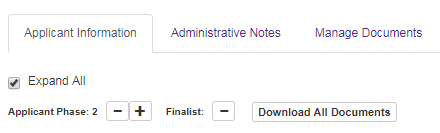 Applicant Information Administrative Notes Manage Documents
Expand All
Applicant Phase: 2 − + Finalist: − Download All Documents